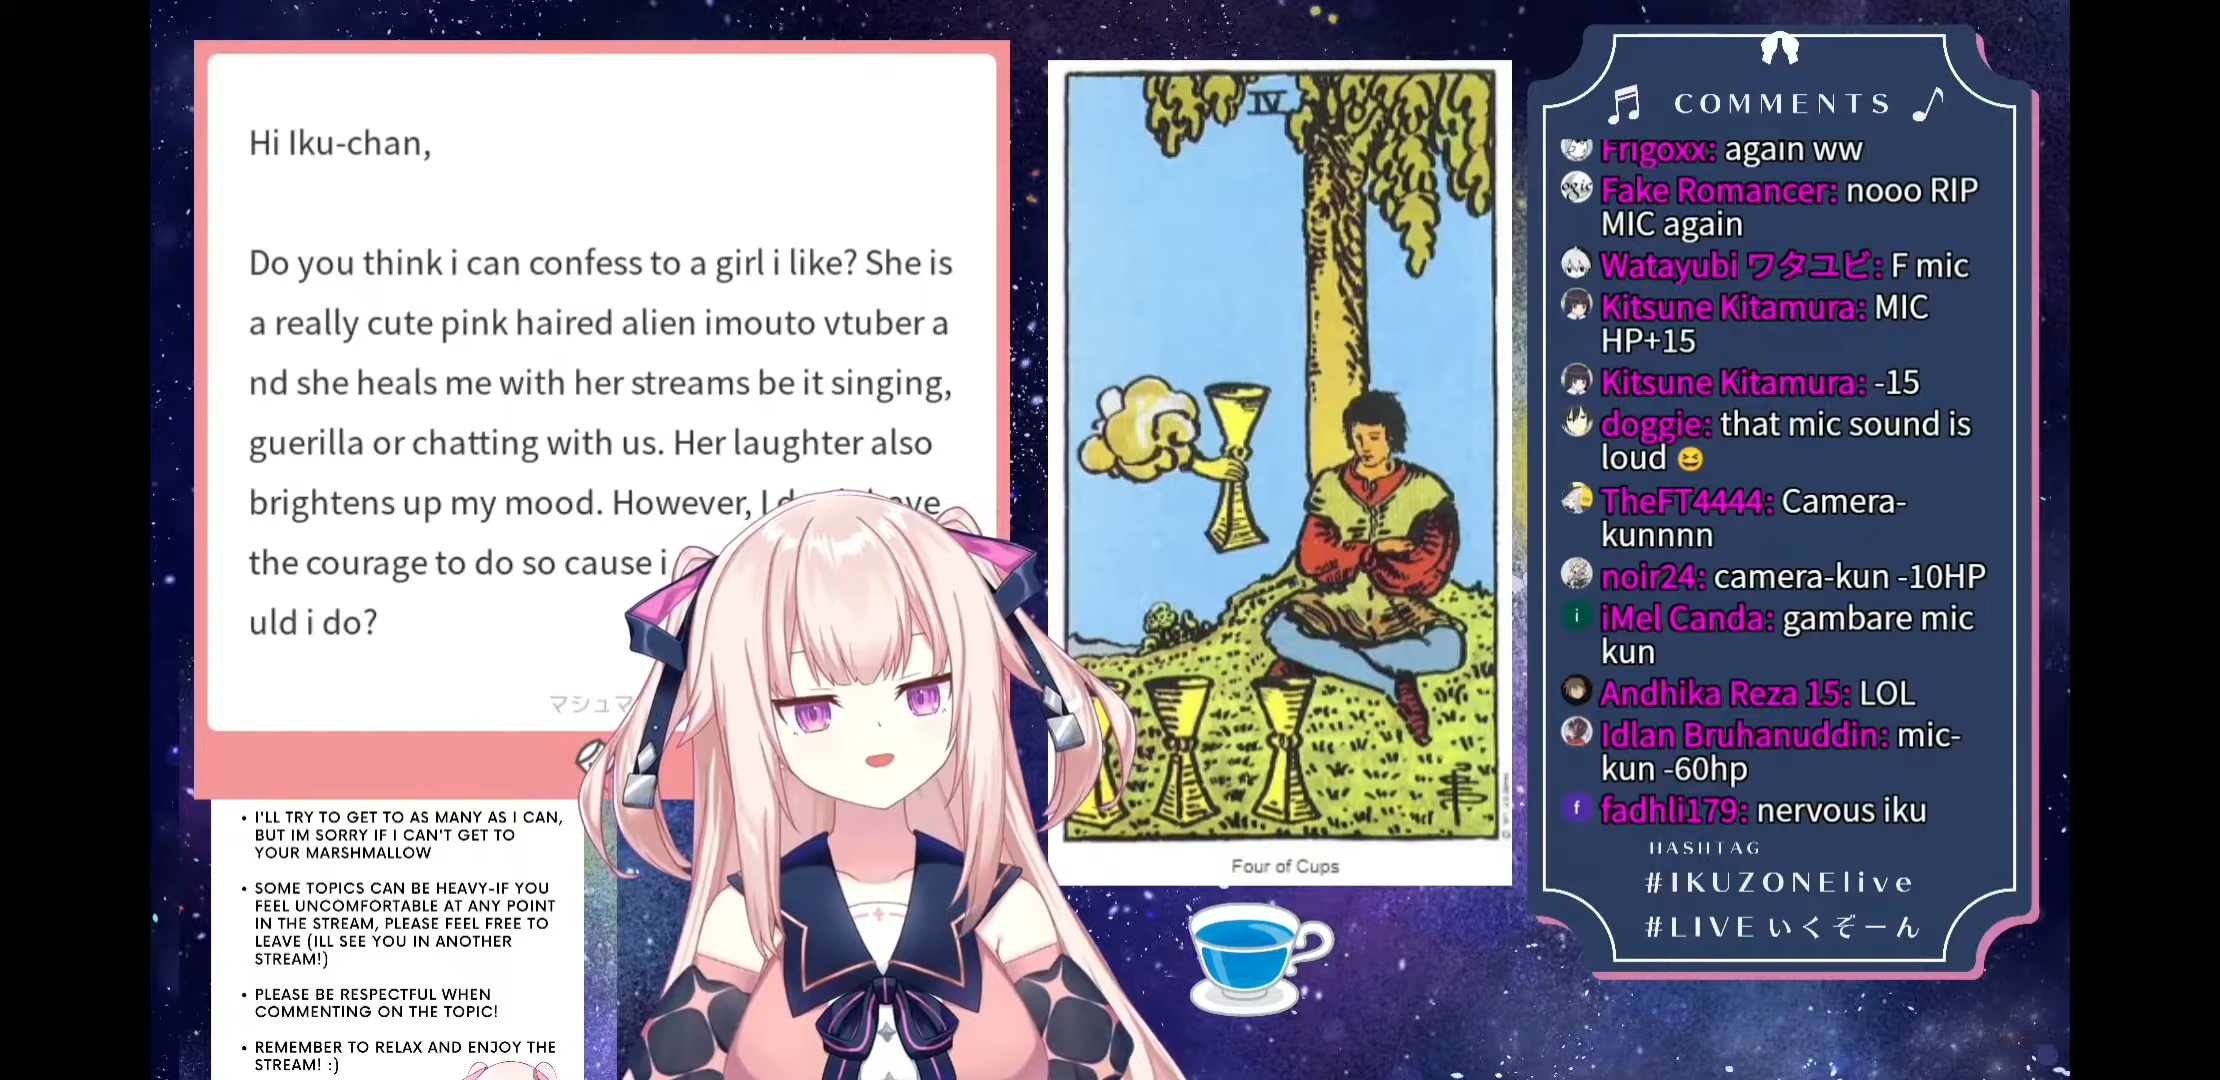 Hi Iku-chan,
Do you think i can confess to a girl i like? She is
a really cute pink haired alien imouto vtuber a
nd she heals me with her streams be it singing,
guerilla or chatting with us. Her laughter also
brightens up my mood. However, I
the courage to do so cause i
uld i do?
マシュマ
I'LL TRY TO GET TO AS MANY AS I CAN,
BUT IM SORRY IF I CAN'T GET TO
YOUR MARSHMALLOW
SOME TOPICS CAN BE HEAVY-IF YOU
FEEL UNCOMFORTABLE AT ANY POINT
IN THE STREAM, PLEASE FEEL FREE TO
LEAVE (ILL SEE YOU IN ANOTHER
STREAM!)
PLEASE BE RESPECTFUL WHEN
COMMENTING ON THE TOPIC!
REMEMBER TO RELAX AND ENJOY THE
STREAM! :)
IV
Four of Cups
COMMENTS
Frigoxx: again ww
Fake Romancer: nooo RIP
MIC again
Watayubi ワタユビ: F mic
Kitsune Kitamura: MIC
HP+15
Kitsune Kitamura: -15
doggie: that mic sound is
loud 😆
TheFT4444: Camera-
kunnnn
noir24: camera-kun -10HP
iMel Canda: gambare mic
kun
Andhika Reza 15: LOL
Idlan Bruhanuddin: mic-
kun -60hp
fadhli179: nervous iku
HASHTAG
#IKUZONElive
#LIVEいくぞーん